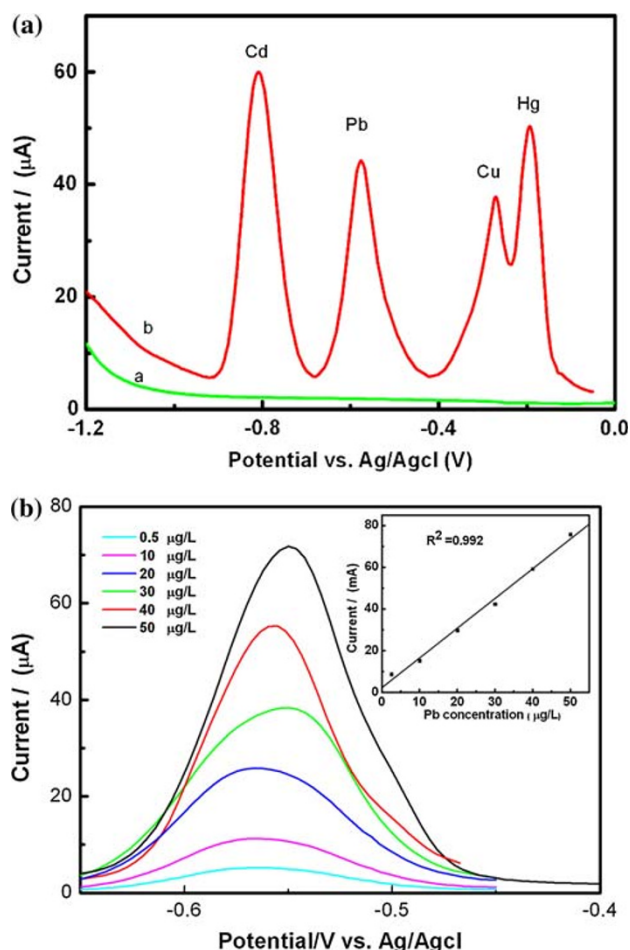 (a)
60
40
20
0
Current / (μA)
Cd
Pb
Cu
Hg
b
a
-1.2
-0.8
-0.4
0.0
Potential vs. Ag/Agcl (V)
(b)
80
60
40
20
0
Current / (μA)
0.5 μg/L
10 μg/L
20 μg/L
30 μg/L
40 μg/L
50 μg/L
80
60
40
20
0
Current / (mA)
R2 =0.992
0 10 20 30 40 50
Pb concentration ( μg/L)
-0.6
-0.5
-0.4
Potential/V vs. Ag/Agcl